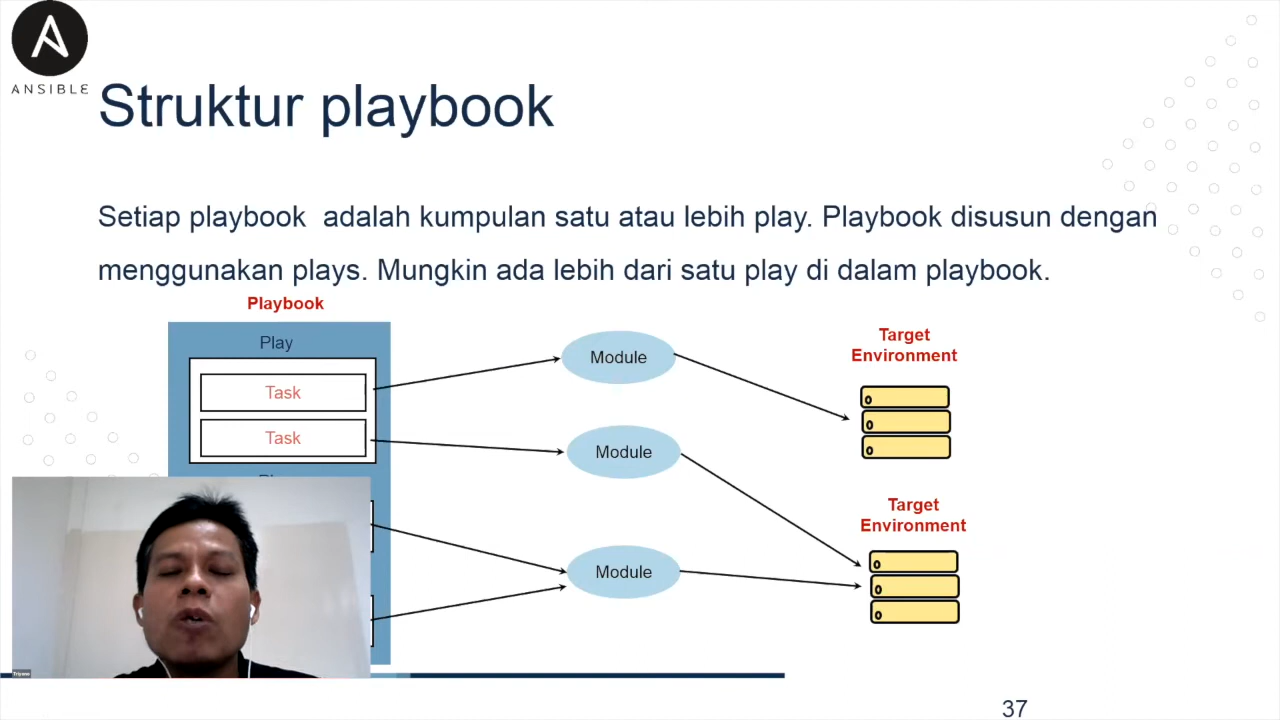 ANSIBLE
Struktur playbook
Setiap playbook adalah kumpulan satu atau lebih play. Playbook disusun dengan
menggunakan plays. Mungkin ada lebih dari satu play di dalam playbook.
Playbook
Play
Task
Task
Module
Module
Module
Target
Environment
Target
Environment
Triyono
37